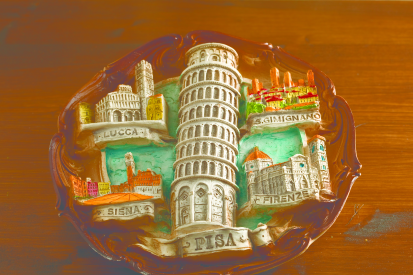 LUCCA
S.GIMIGNANO
SIENA
FIRENZE
PISA